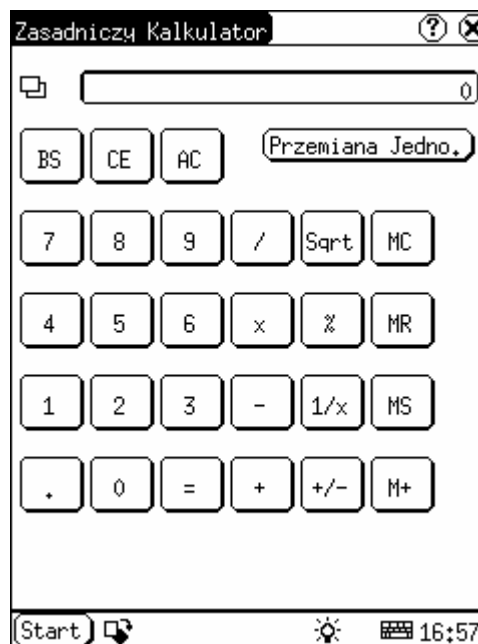 Zasadniczy Kalkulator ?
0
BS CE AC Przemiana Jedno.
7 8 9 / Sqrt MC
4 5 6 x % MR
1 2 3 - 1/x MS
. 0 = + +/- M+
Start 16:57